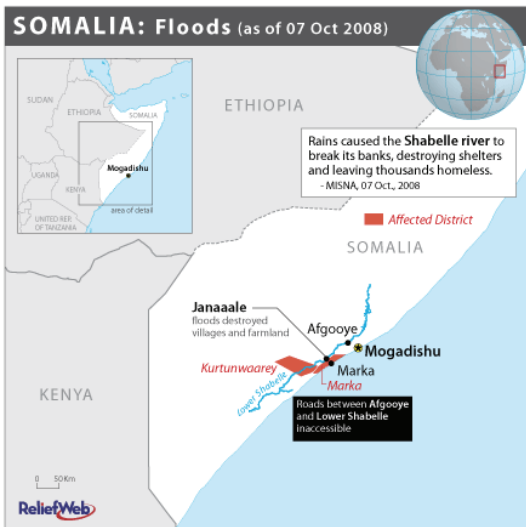 SOMALIA: Floods (as of 07 Oct 2008)
SUDAN
ETHIOPIA
SOMALIA
UGANDA
KENYA
Mogadishu
UNITED REP.
OF TANZANIA
area of detail
ETHIOPIA
Rains caused the Shabelle river to
break its banks, destroying shelters
and leaving thousands homeless.
- MISNA, 07 Oct., 2008
Affected District
SOMALIA
Janaaale
floods destroyed
villages and farmland
Afgooye
Mogadishu
Kurtunwaarey
Marka
Marka
Lower Shabelle
Roads between Afgooye
and Lower Shabelle
inaccessible
KENYA
0 50Km
ReliefWeb